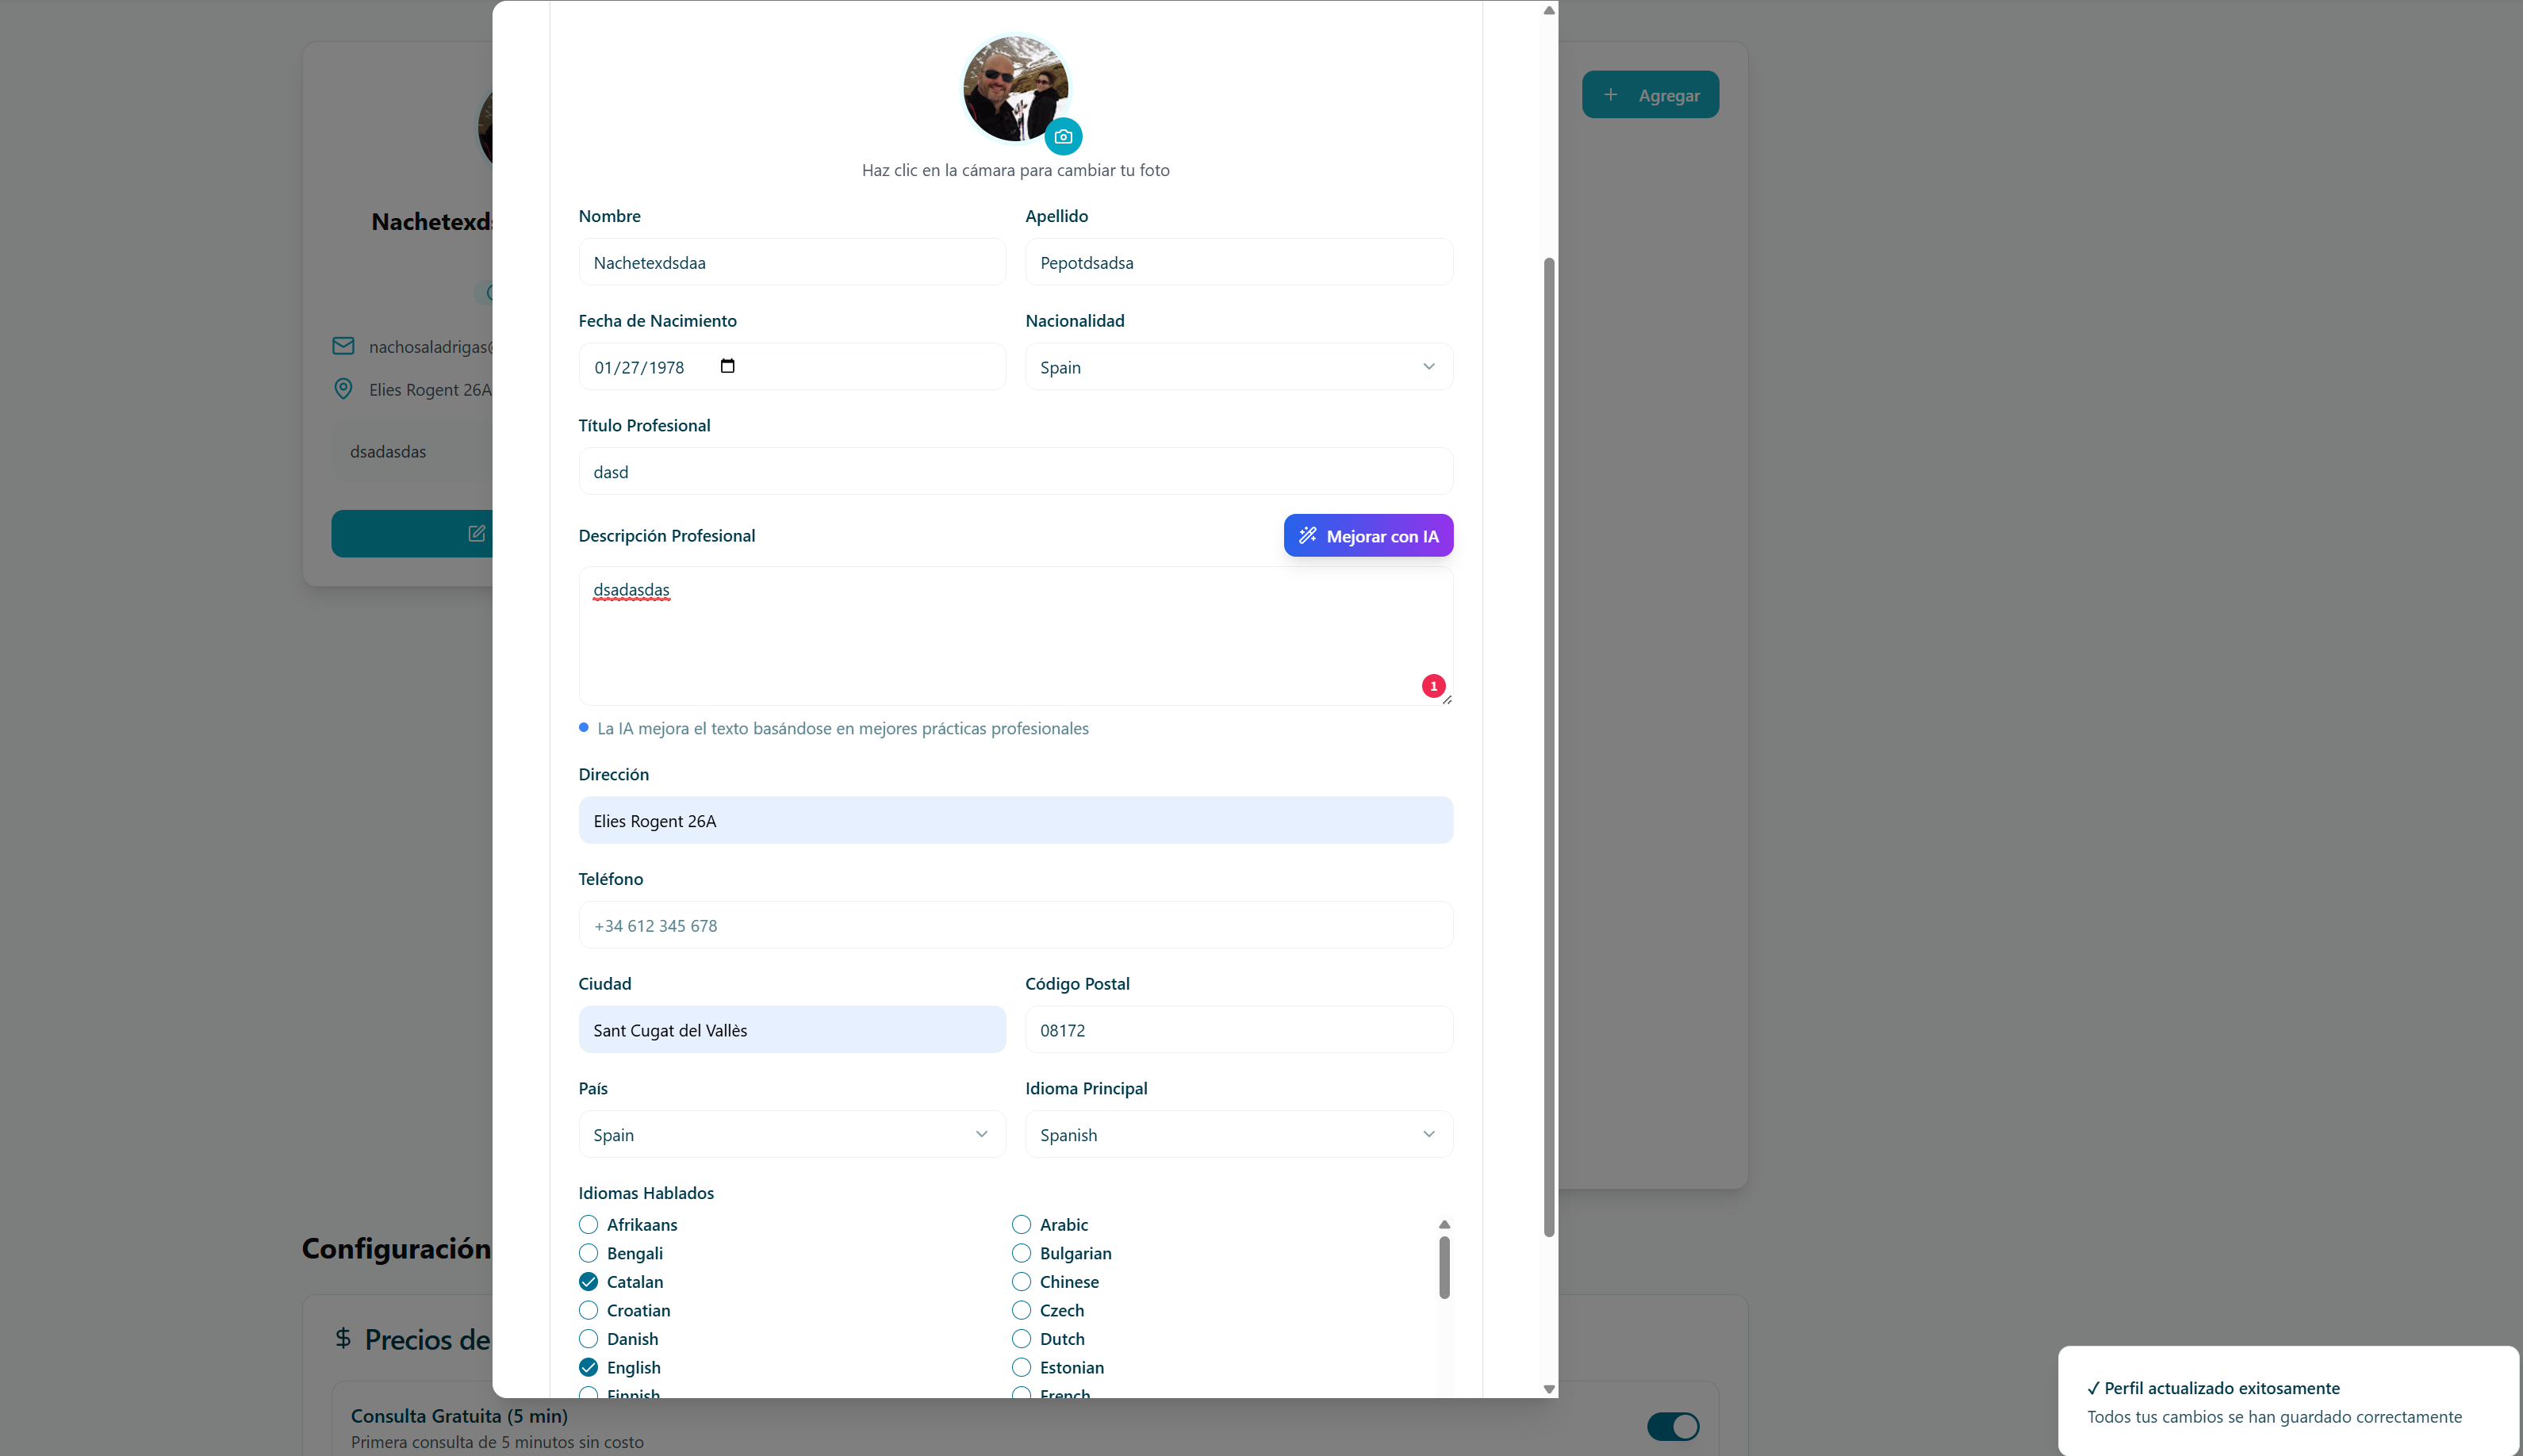 Agregar
Haz clic en la cámara para cambiar tu foto
Nachetexds
nachosaladrigas@
Elies Rogent 26A
dsadasdas
Nombre
Apellido
Nachetexdsdaa
Pepotdsadsa
Fecha de Nacimiento
Nacionalidad
01/27/1978
Spain
Título Profesional
dasd
Descripción Profesional
Mejorar con IA
dsadasdas
1
La IA mejora el texto basándose en mejores prácticas profesionales
Dirección
Elies Rogent 26A
Teléfono
+34 612 345 678
Ciudad
Código Postal
Sant Cugat del Vallès
08172
País
Idioma Principal
Spain
Spanish
Idiomas Hablados
Afrikaans
Arabic
Bengali
Bulgarian
Catalan
Chinese
Croatian
Czech
Danish
Dutch
English
Estonian
Finnish
French
Configuración
$ Precios de
Consulta Gratuita (5 min)
Primera consulta de 5 minutos sin costo
✓ Perfil actualizado exitosamente
Todos tus cambios se han guardado correctamente